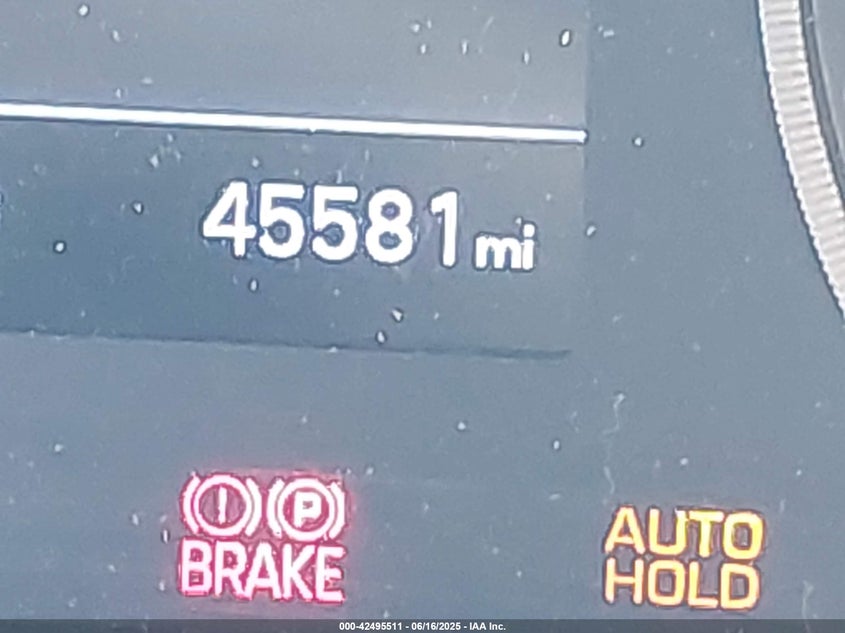 45581 mi
(!) (P)
BRAKE
AUTO
HOLD
000-42495511 - 06/16/2025 - IAA Inc.